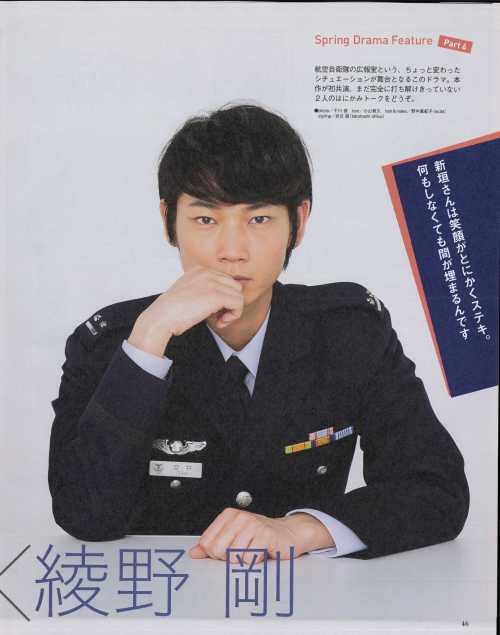 Spring Drama Feature Part 6
航空自衛隊の広報室という、ちょっと変わった
シチュエーションが舞台となるこのドラマ。本
作が初共演、まだ完全に打ち解けきっていない
2人のはにかみトークをどうぞ。
新垣さんは笑顔がとにかくステキ。
何もしなくても間が埋まるんです
空井
×綾野 剛
46